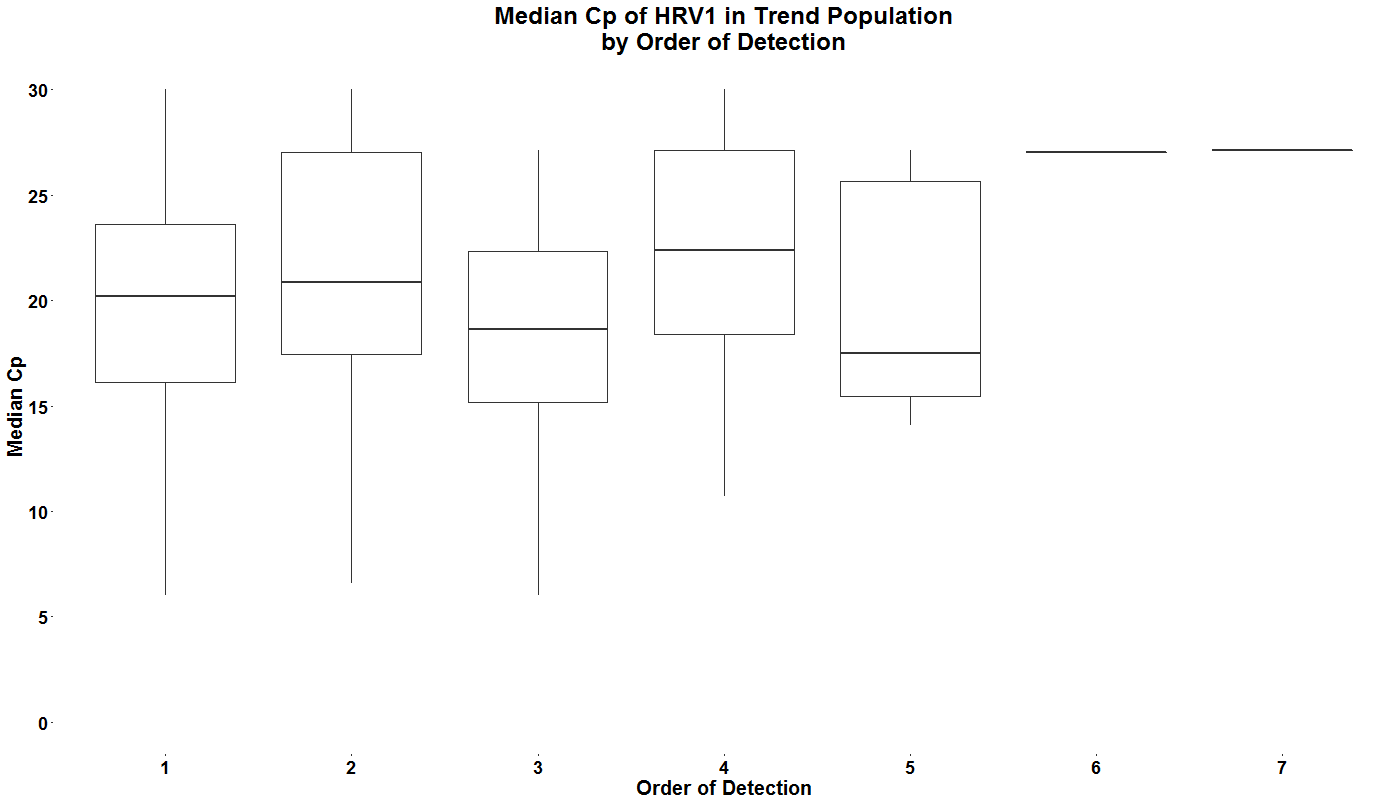 Median Cp of HRV1 in Trend Population
by Order of Detection
30
25
20
15
10
5
0
Median Cp
1 2 3 4 5 6 7
Order of Detection